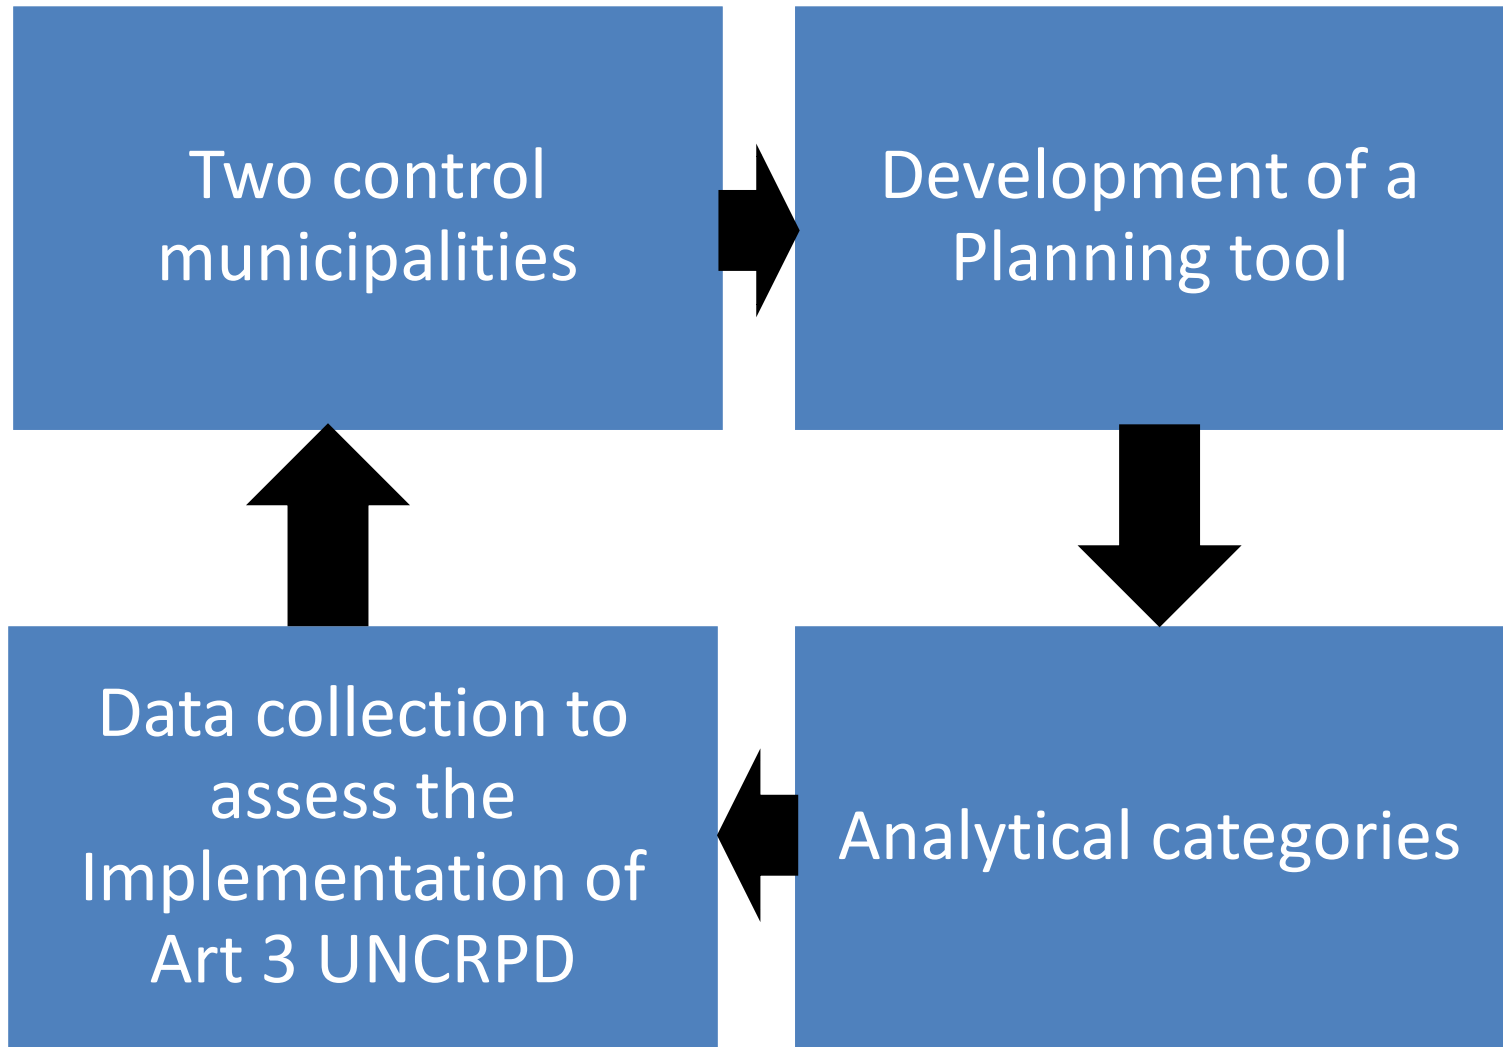 Two control
municipalities
Development of a
Planning tool
Data collection to
assess the
Implementation of
Art 3 UNCRPD
Analytical categories